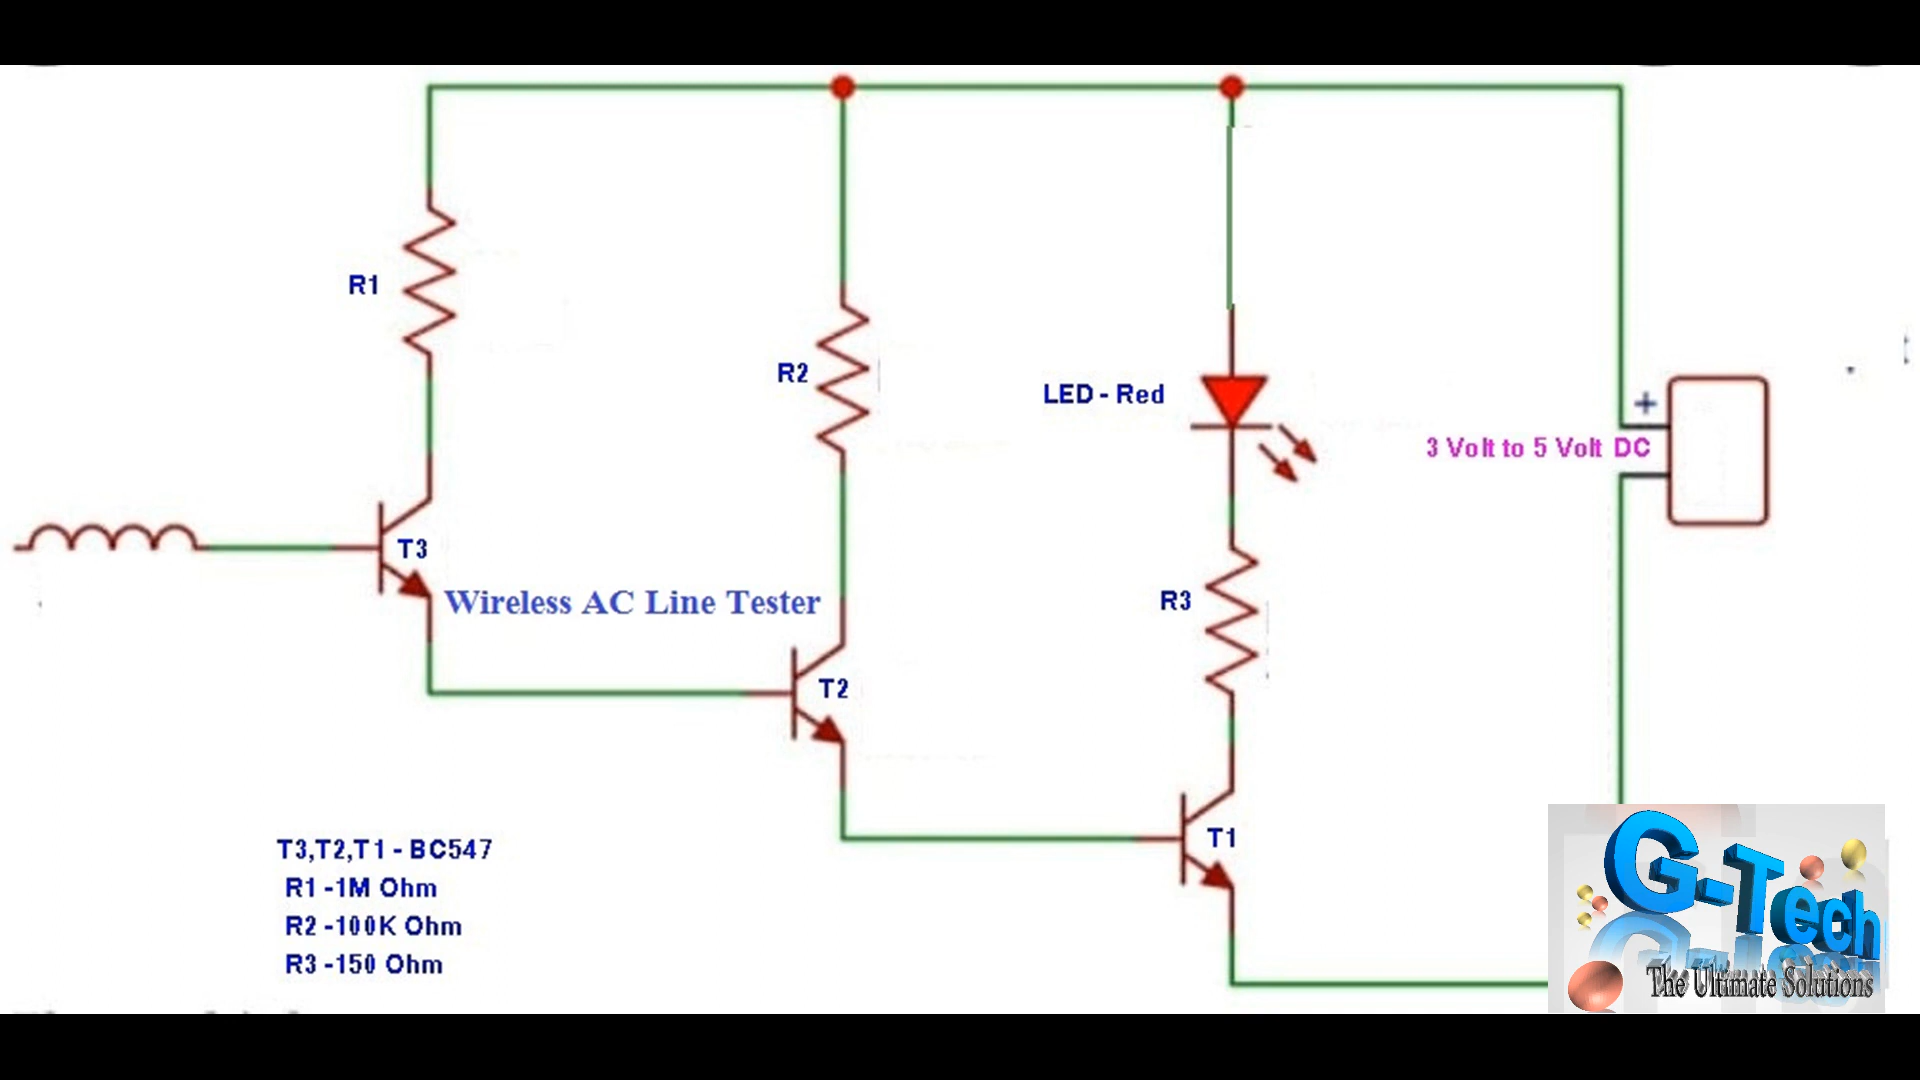 R1
R2
LED - Red
+
3 Volt to 5 Volt DC
T3
Wireless AC Line Tester
R3
T2
T1
T3,T2,T1 - BC547
R1 -1M Ohm
R2 -100K Ohm
R3 -150 Ohm
G-Tech
The Ultimate Solutions